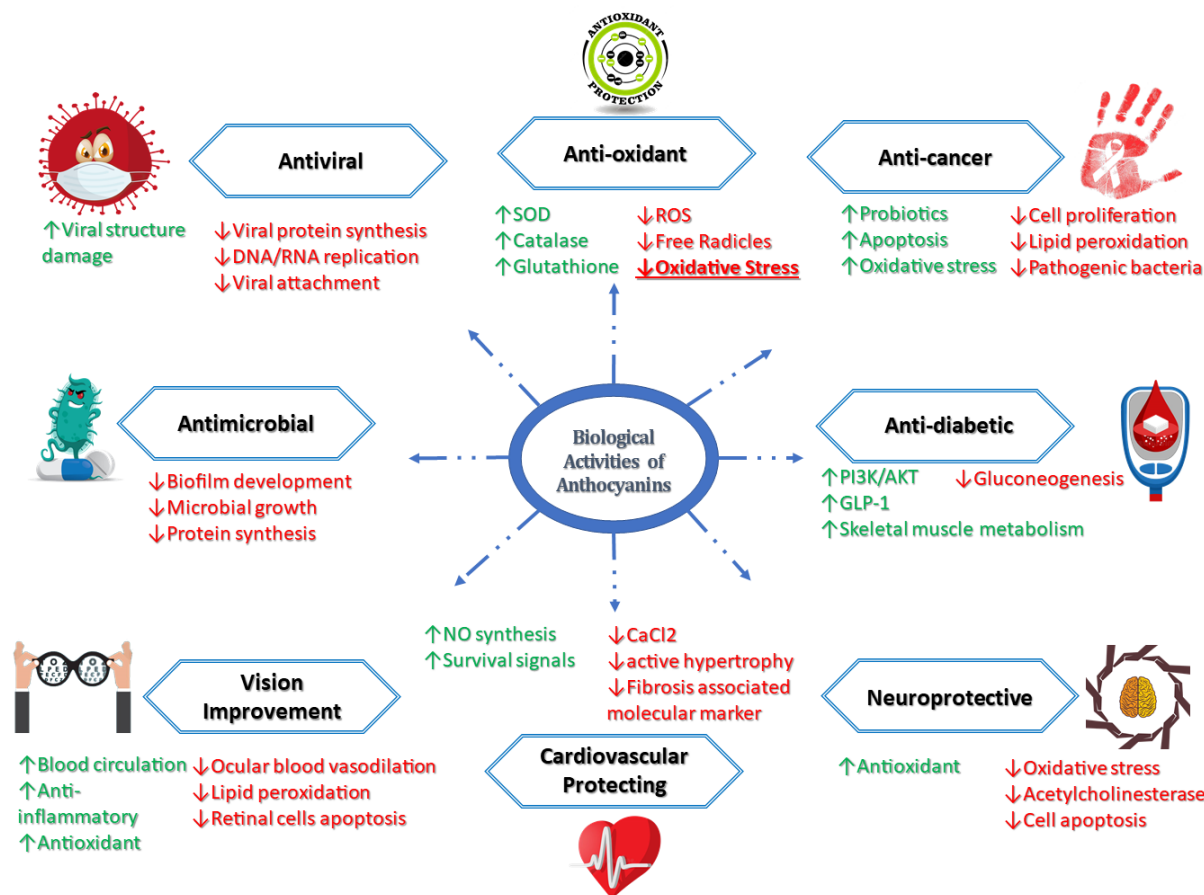 ANTIOXIDANT
PROTECTION
Antiviral
↑Viral structure
damage
↓Viral protein synthesis
↓DNA/RNA replication
↓Viral attachment
Anti-oxidant
↑SOD
↑Catalase
↑Glutathione
↓ROS
↓Free Radicles
↓Oxidative Stress
Anti-cancer
↑Probiotics
↑Apoptosis
↑Oxidative stress
↓Cell proliferation
↓Lipid peroxidation
↓Pathogenic bacteria
Antimicrobial
↓Biofilm development
↓Microbial growth
↓Protein synthesis
Biological
Activities of
Anthocyanins
Anti-diabetic
↑PI3K/AKT
↑GLP-1
↑Skeletal muscle metabolism
↓Gluconeogenesis
Vision
Improvement
↑Blood circulation
↑Anti-
inflammatory
↑Antioxidant
↓Ocular blood vasodilation
↓Lipid peroxidation
↓Retinal cells apoptosis
↑NO synthesis
↑Survival signals
↓CaCl2
↓active hypertrophy
↓Fibrosis associated
molecular marker
Cardiovascular
Protecting
Neuroprotective
↑Antioxidant
↓Oxidative stress
↓Acetylcholinesterase
↓Cell apoptosis